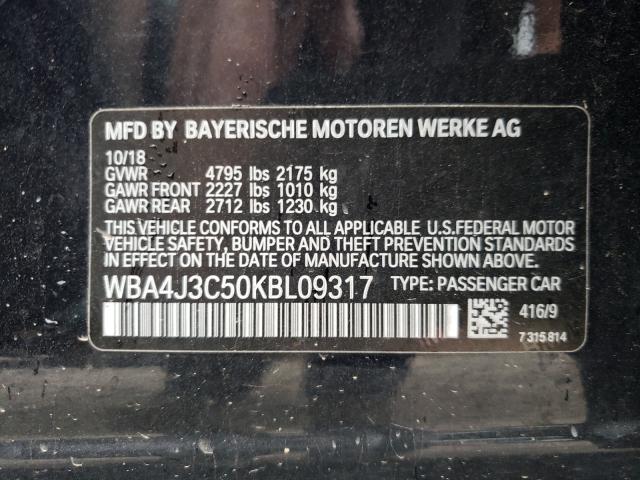 MFD BY BAYERISCHE MOTOREN WERKE AG
10/18
GVWR 4795 lbs 2175 kg
GAWR FRONT 2227 lbs 1010 kg
GAWR REAR 2712 lbs 1230 kg
THIS VEHICLE CONFORMS TO ALL APPLICABLE U.S.FEDERAL MOTOR
VEHICLE SAFETY, BUMPER AND THEFT PREVENTION STANDARDS
IN EFFECT ON THE DATE OF MANUFACTURE SHOWN ABOVE.
WBA4J3C50KBL09317 TYPE: PASSENGER CAR
416/9
7 315 814